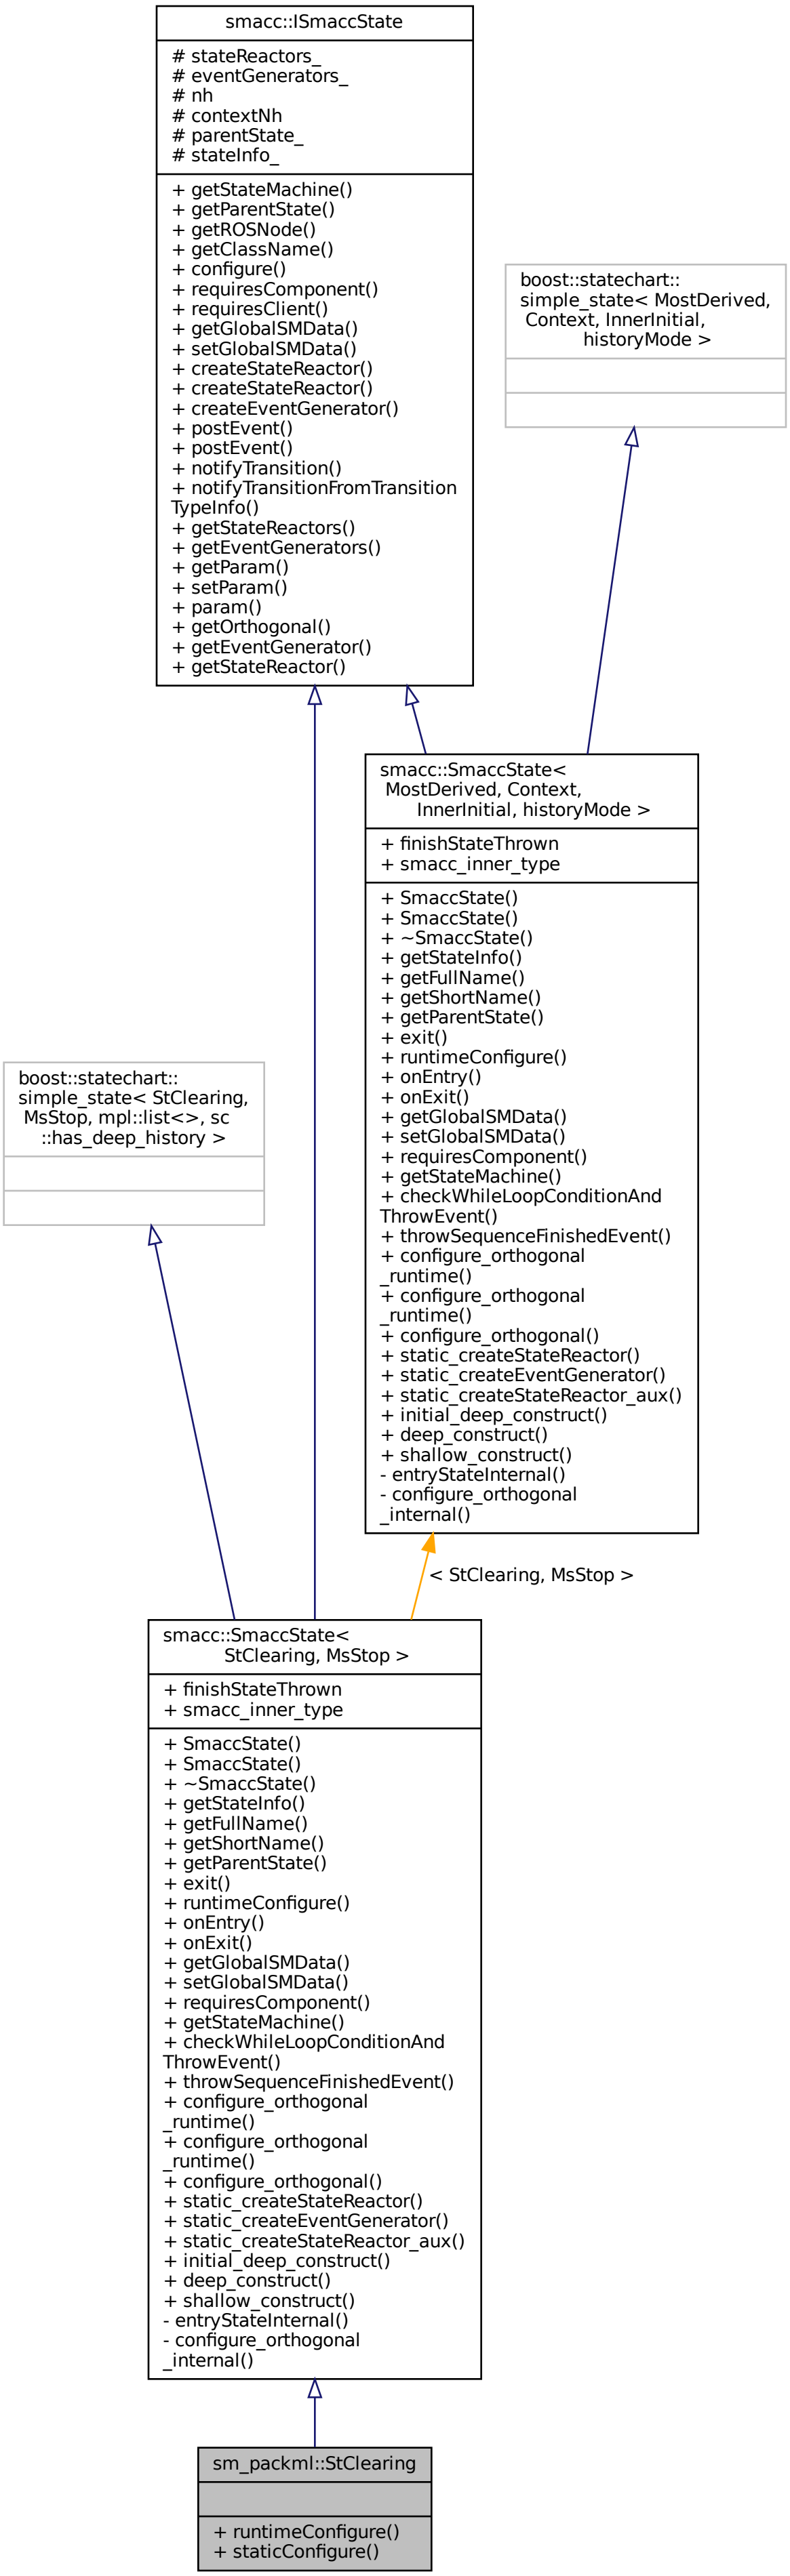 smacc::ISmaccState
# stateReactors_
# eventGenerators_
# nh
# contextNh
# parentState_
# stateInfo_
+ getStateMachine()
+ getParentState()
+ getROSNode()
+ getClassName()
+ configure()
+ requiresComponent()
+ requiresClient()
+ getGlobalSMData()
+ setGlobalSMData()
+ createStateReactor()
+ createStateReactor()
+ createEventGenerator()
+ postEvent()
+ postEvent()
+ notifyTransition()
+ notifyTransitionFromTransition
TypeInfo()
+ getStateReactors()
+ getEventGenerators()
+ getParam()
+ setParam()
+ param()
+ getOrthogonal()
+ getEventGenerator()
+ getStateReactor()
boost::statechart::
simple_state< MostDerived,
Context, InnerInitial,
historyMode >
smacc::SmaccState<
MostDerived, Context,
InnerInitial, historyMode >
+ finishStateThrown
+ smacc_inner_type
+ SmaccState()
+ SmaccState()
+ ~SmaccState()
+ getStateInfo()
+ getFullName()
+ getShortName()
+ getParentState()
+ exit()
+ runtimeConfigure()
+ onEntry()
+ onExit()
+ getGlobalSMData()
+ setGlobalSMData()
+ requiresComponent()
+ getStateMachine()
+ checkWhileLoopConditionAnd
ThrowEvent()
+ throwSequenceFinishedEvent()
+ configure_orthogonal
_runtime()
+ configure_orthogonal
_runtime()
+ configure_orthogonal()
+ static_createStateReactor()
+ static_createEventGenerator()
+ static_createStateReactor_aux()
+ initial_deep_construct()
+ deep_construct()
+ shallow_construct()
- entryStateInternal()
- configure_orthogonal
_internal()
boost::statechart::
simple_state< StClearing,
MsStop, mpl::list<>, sc
::has_deep_history >
< StClearing, MsStop >
smacc::SmaccState<
StClearing, MsStop >
+ finishStateThrown
+ smacc_inner_type
+ SmaccState()
+ SmaccState()
+ ~SmaccState()
+ getStateInfo()
+ getFullName()
+ getShortName()
+ getParentState()
+ exit()
+ runtimeConfigure()
+ onEntry()
+ onExit()
+ getGlobalSMData()
+ setGlobalSMData()
+ requiresComponent()
+ getStateMachine()
+ checkWhileLoopConditionAnd
ThrowEvent()
+ throwSequenceFinishedEvent()
+ configure_orthogonal
_runtime()
+ configure_orthogonal
_runtime()
+ configure_orthogonal()
+ static_createStateReactor()
+ static_createEventGenerator()
+ static_createStateReactor_aux()
+ initial_deep_construct()
+ deep_construct()
+ shallow_construct()
- entryStateInternal()
- configure_orthogonal
_internal()
sm_packml::StClearing
+ runtimeConfigure()
+ staticConfigure()